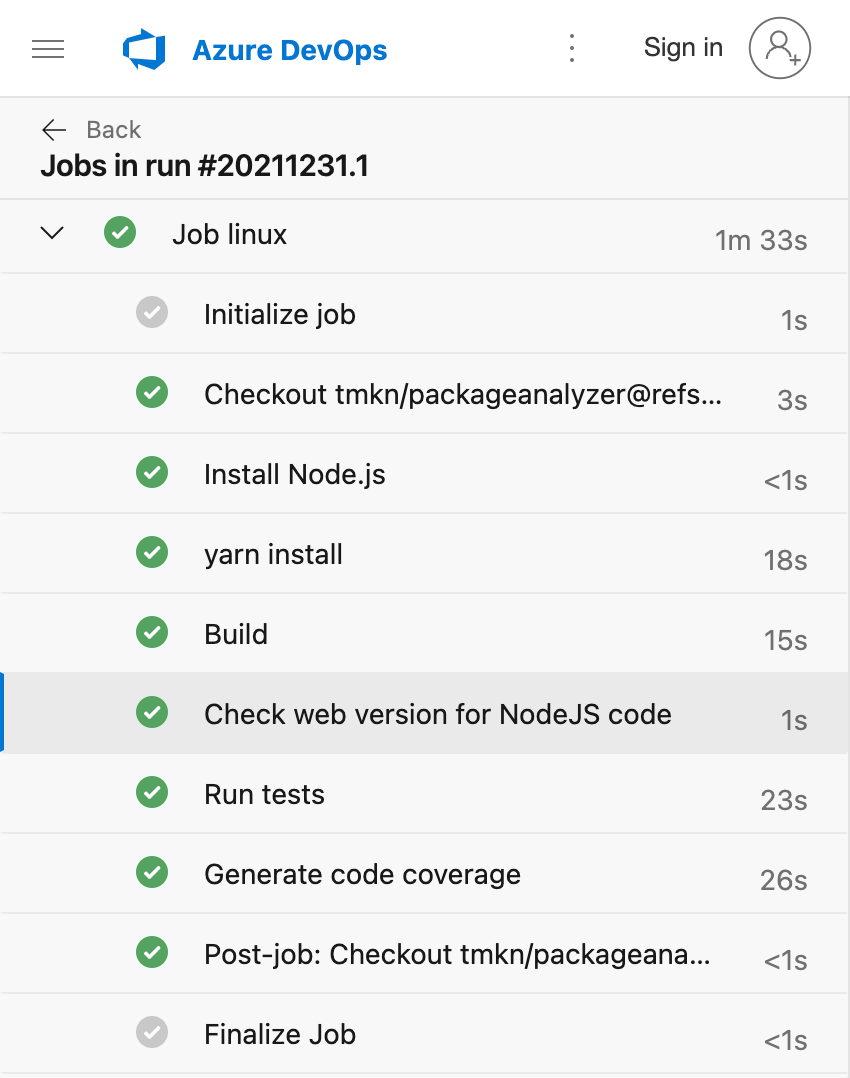 Azure DevOps Sign in
Back
Jobs in run #20211231.1
Job linux 1m 33s
Initialize job 1s
Checkout tmkn/packageanalyzer@refs... 3s
Install Node.js <1s
yarn install 18s
Build 15s
Check web version for NodeJS code 1s
Run tests 23s
Generate code coverage 26s
Post-job: Checkout tmkn/packageana... <1s
Finalize Job <1s